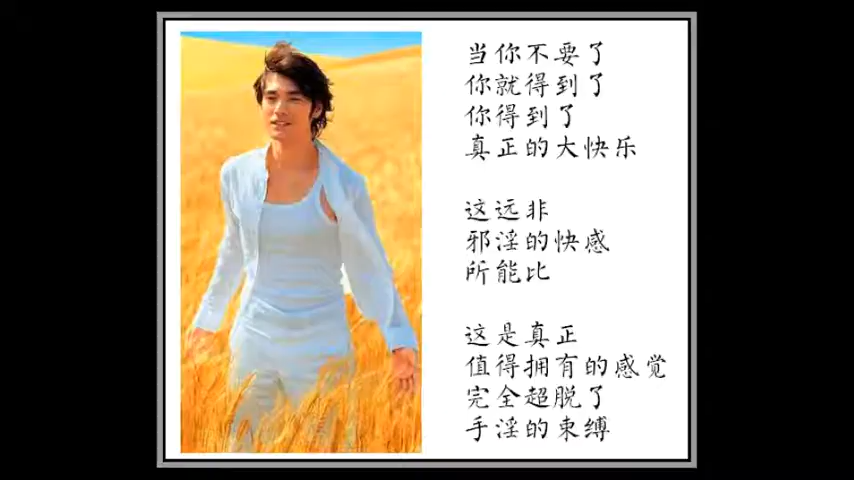 当你不要了
你就得到了
你得到了
真正的大快乐
这远非
邪淫的快感
所能比
这是真正
值得拥有的感觉
完全超脱了
手淫的束缚